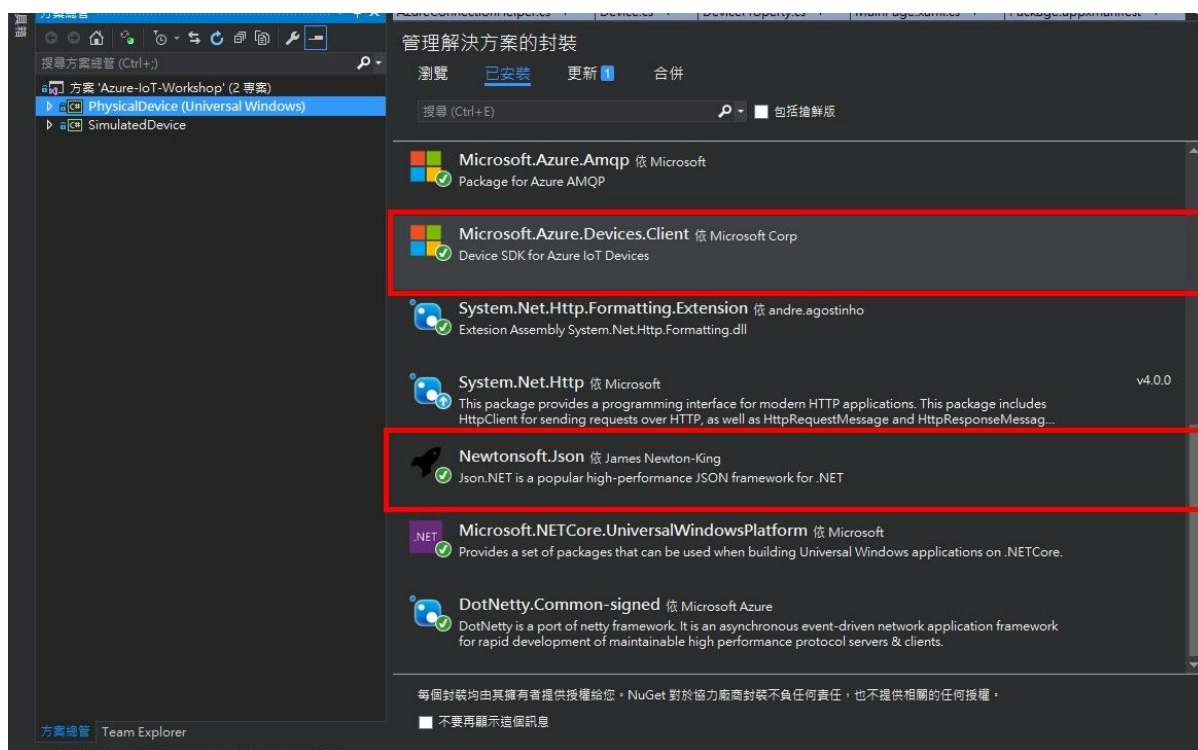 方案總管
AzureConnectionHelper.cs
Device.cs
DeviceProperty.cs
MainPage.xaml.cs
Package.appxmanifest
搜尋方案總管 (Ctrl+;)
方案 'Azure-IoT-Workshop' (2 專案)
C# PhysicalDevice (Universal Windows)
C# SimulatedDevice
管理解決方案的封裝
瀏覽 已安裝 更新 1 合併
搜尋 (Ctrl+E)
包括搶鮮版
Microsoft.Azure.Amqp 依 Microsoft
Package for Azure AMQP
Microsoft.Azure.Devices.Client 依 Microsoft Corp
Device SDK for Azure IoT Devices
System.Net.Http.Formatting.Extension 依 andre.agostinho
Extesion Assembly System.Net.Http.Formatting.dll
System.Net.Http 依 Microsoft v4.0.0
This package provides a programming interface for modern HTTP applications. This package includes
HttpClient for sending requests over HTTP, as well as HttpRequestMessage and HttpResponseMessag...
Newtonsoft.Json 依 James Newton-King
Json.NET is a popular high-performance JSON framework for .NET
.NET
Microsoft.NETCore.UniversalWindowsPlatform 依 Microsoft
Provides a set of packages that can be used when building Universal Windows applications on .NETCore.
DotNetty.Common-signed 依 Microsoft Azure
DotNetty is a port of netty framework. It is an asynchronous event-driven network application framework
for rapid development of maintainable high performance protocol servers & clients.
每個封裝均由其擁有者提供授權給您。NuGet 對於協力廠商封裝不負任何責任，也不提供相關的任何授權。
不要再顯示這個訊息
方案總管 Team Explorer